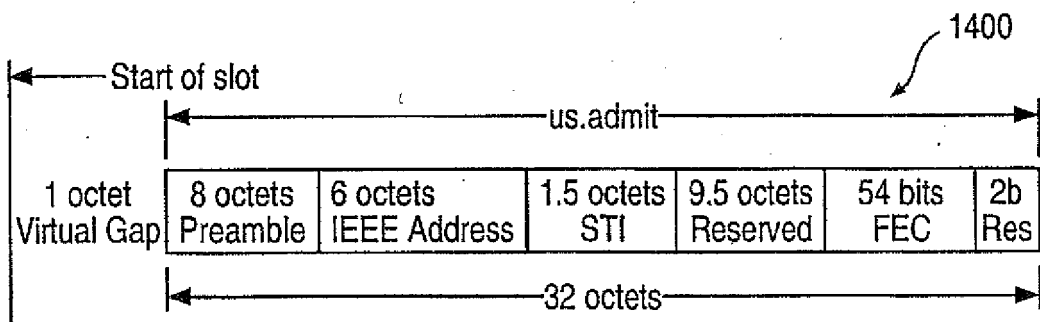 1400
Start of slot
us.admit
1 octet
Virtual Gap
8 octets
Preamble
6 octets
IEEE Address
1.5 octets
STI
9.5 octets
Reserved
54 bits
FEC
2b
Res
32 octets